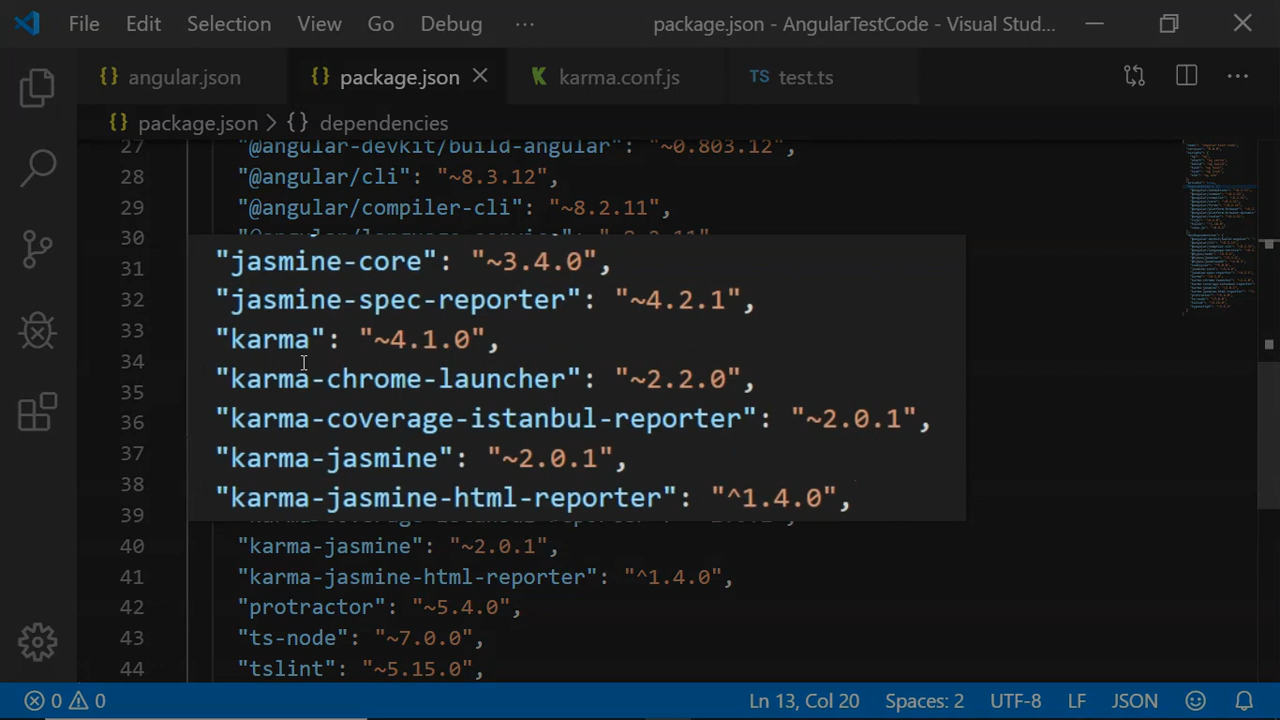 File Edit Selection View Go Debug ··· package.json - AngularTestCode - Visual Stud...
{} angular.json {} package.json K karma.conf.js TS test.ts ···
{} package.json > {} dependencies
27 "@angular-devkit/build-angular": "~0.803.12",
28 "@angular/cli": "~8.3.12",
29 "@angular/compiler-cli": "~8.2.11",
30
31 "jasmine-core": "~3.4.0",
32 "jasmine-spec-reporter": "~4.2.1",
33 "karma": "~4.1.0",
34 "karma-chrome-launcher": "~2.2.0",
35
36 "karma-coverage-istanbul-reporter": "~2.0.1",
37 "karma-jasmine": "~2.0.1",
38 "karma-jasmine-html-reporter": "^1.4.0",
39
40 "karma-jasmine": "~2.0.1",
41 "karma-jasmine-html-reporter": "^1.4.0",
42 "protractor": "~5.4.0",
43 "ts-node": "~7.0.0",
44 "tslint": "~5.15.0",
0 0 Ln 13, Col 20 Spaces: 2 UTF-8 LF JSON